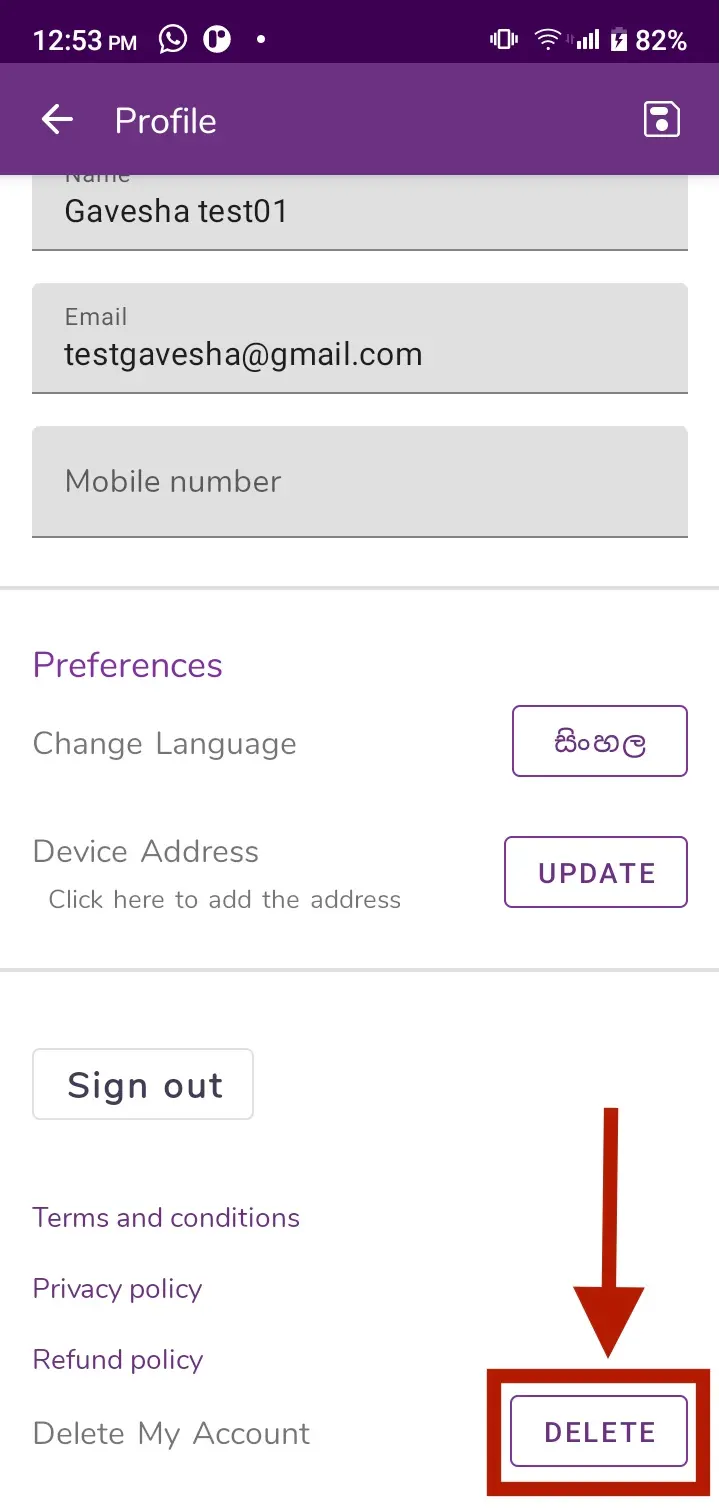 12:53 PM
82%
Profile
Name
Gavesha test01
Email
testgavesha@gmail.com
Mobile number
Preferences
Change Language
සිංහල
Device Address
UPDATE
Click here to add the address
Sign out
Terms and conditions
Privacy policy
Refund policy
Delete My Account
DELETE